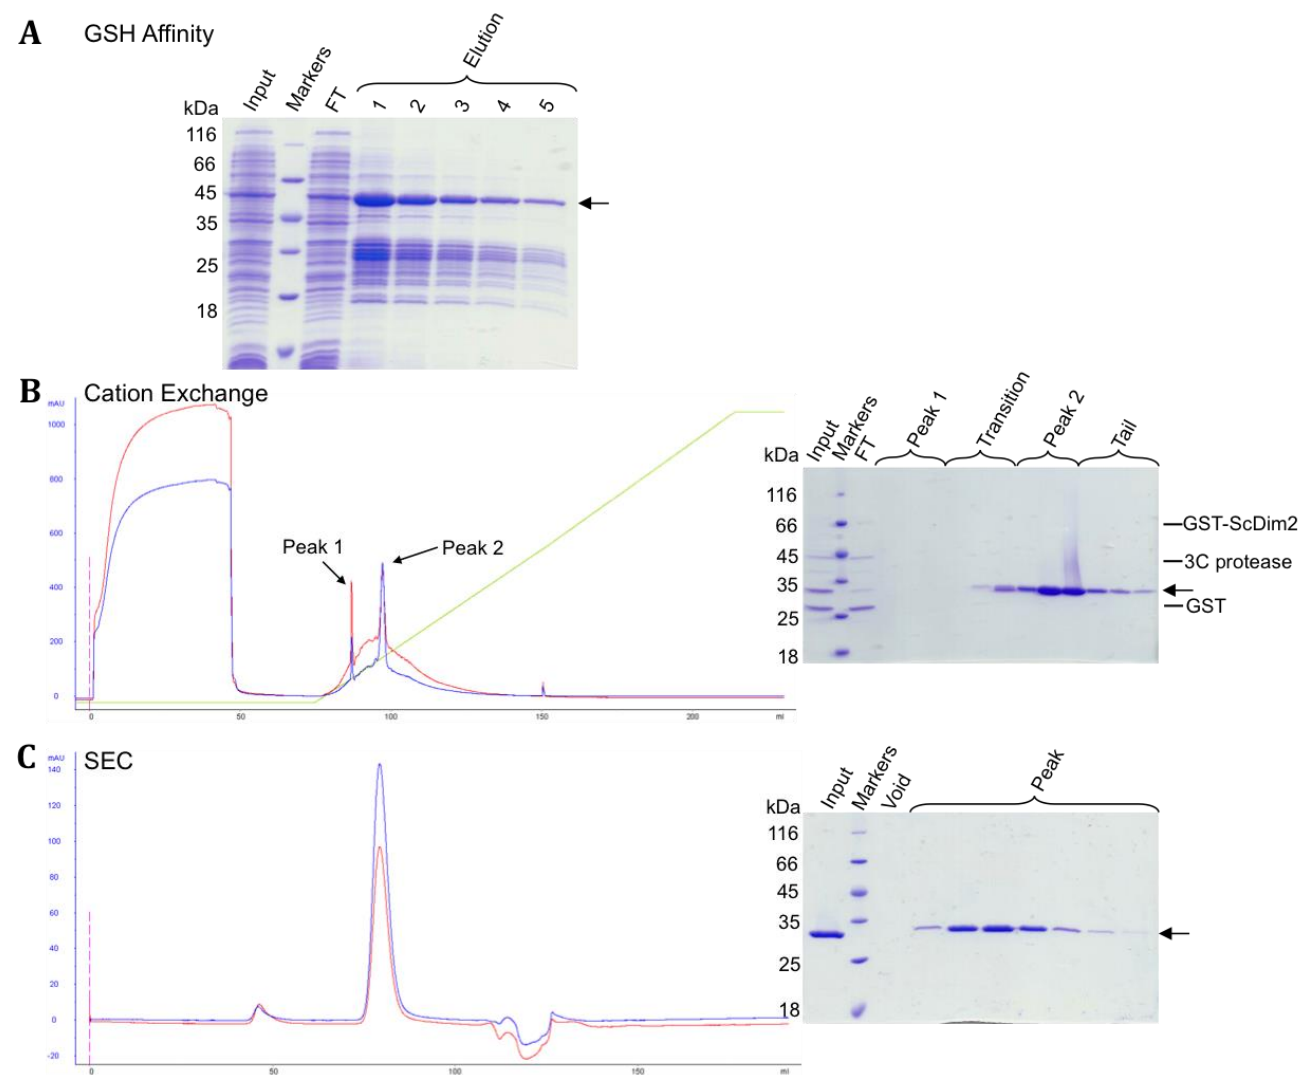 A GSH Affinity
kDa Input Markers FT Elution
1 2 3 4 5
116
66
45
35
25
18
B Cation Exchange
mAU
1000
800
600
400
200
0
Peak 1
Peak 2
0 50 100 150 200 ml
kDa Input Markers FT Peak 1 Transition Peak 2 Tail
116
66
45
35
25
18
GST-ScDim2
3C protease
GST
C SEC
mAU
140
120
100
80
60
40
20
0
-20
0 50 100 150 ml
kDa Input Markers Void Peak
116
66
45
35
25
18